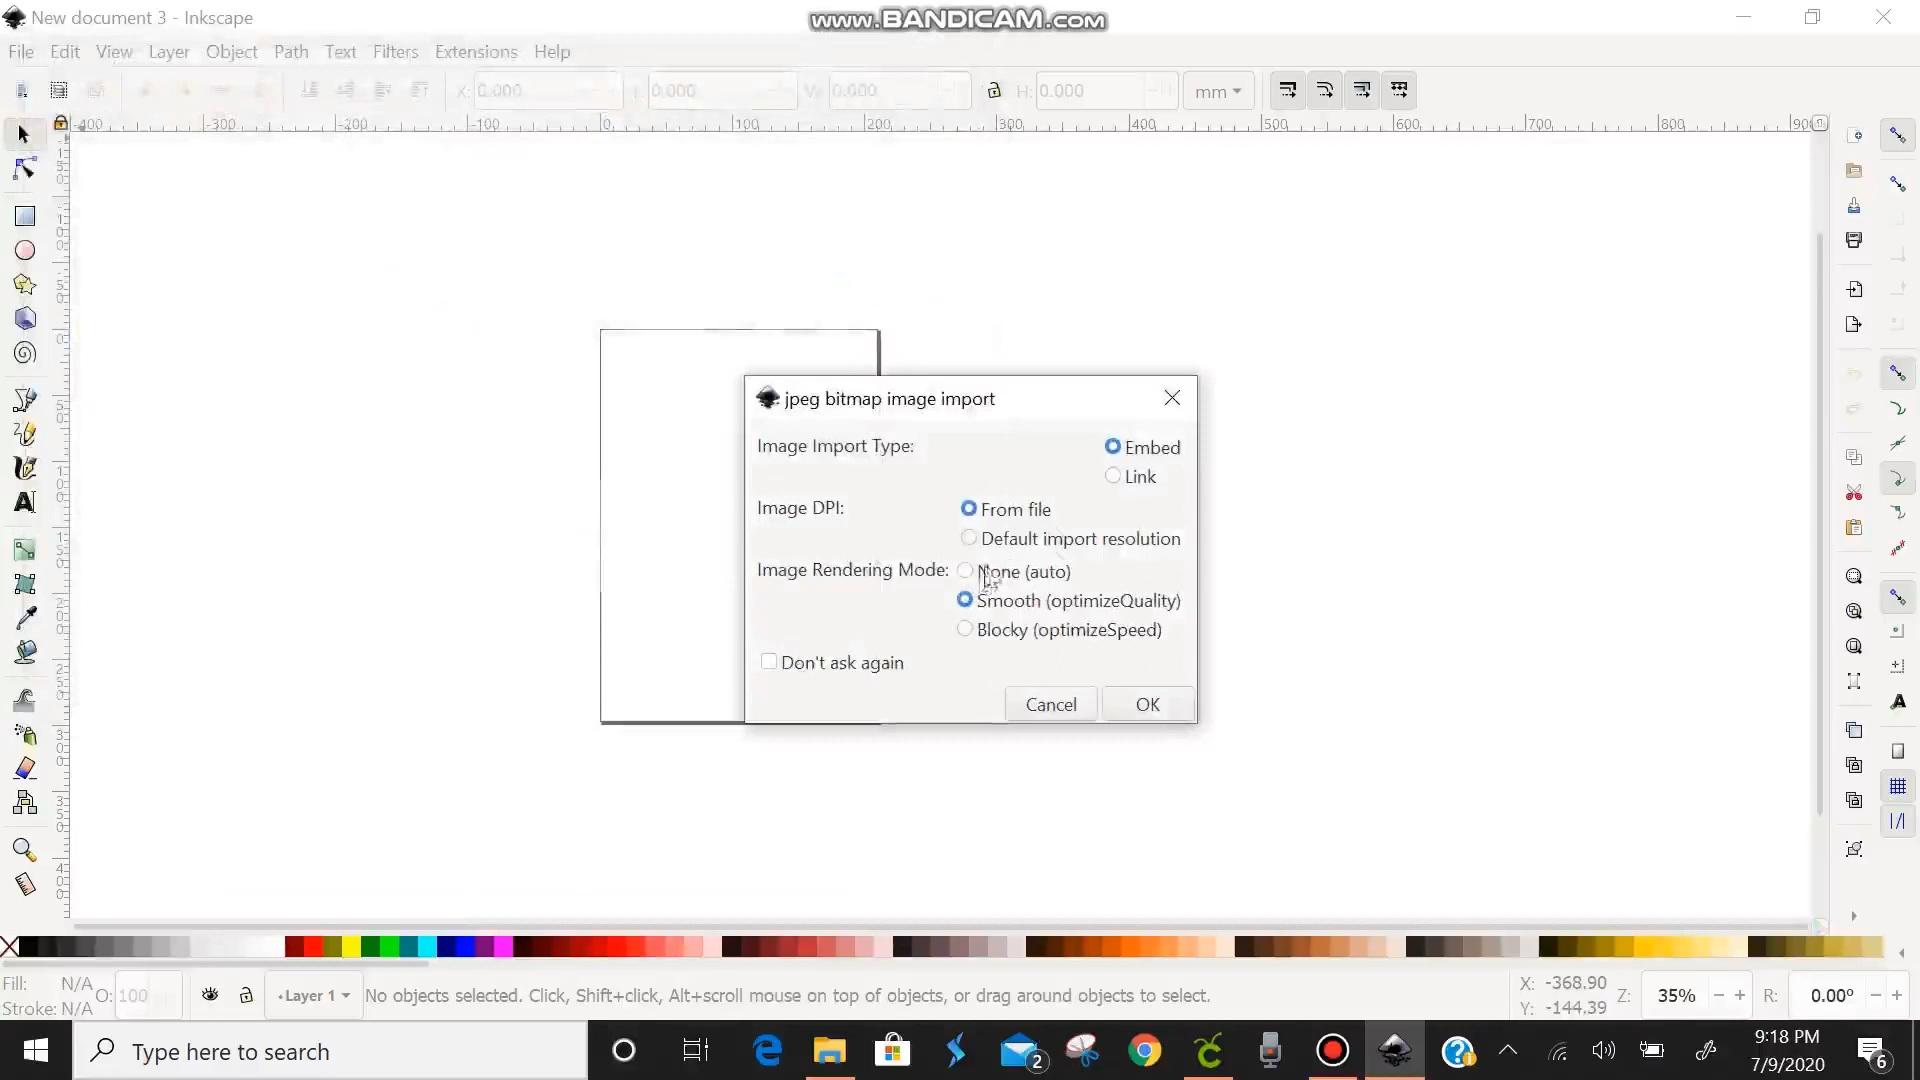 New document 3 - Inkscape
www.BANDICAM.com
File Edit View Layer Object Path Text Filters Extensions Help
X: 0.000 0.000 W: 0.000 H: 0.000 mm
-400 -300 -200 -100 0 100 200 300 400 500 600 700 800 900
jpeg bitmap image import
Image Import Type: Embed
Link
Image DPI: From file
Default import resolution
Image Rendering Mode: None (auto)
Smooth (optimizeQuality)
Blocky (optimizeSpeed)
Don't ask again
Cancel OK
Fill: N/A
Stroke: N/A
O: 100
Layer 1
No objects selected. Click, Shift+click, Alt+scroll mouse on top of objects, or drag around objects to select.
X: -368.90
Y: -144.39
Z: 35%
R: 0.00°
Type here to search
2
9:18 PM
7/9/2020
6